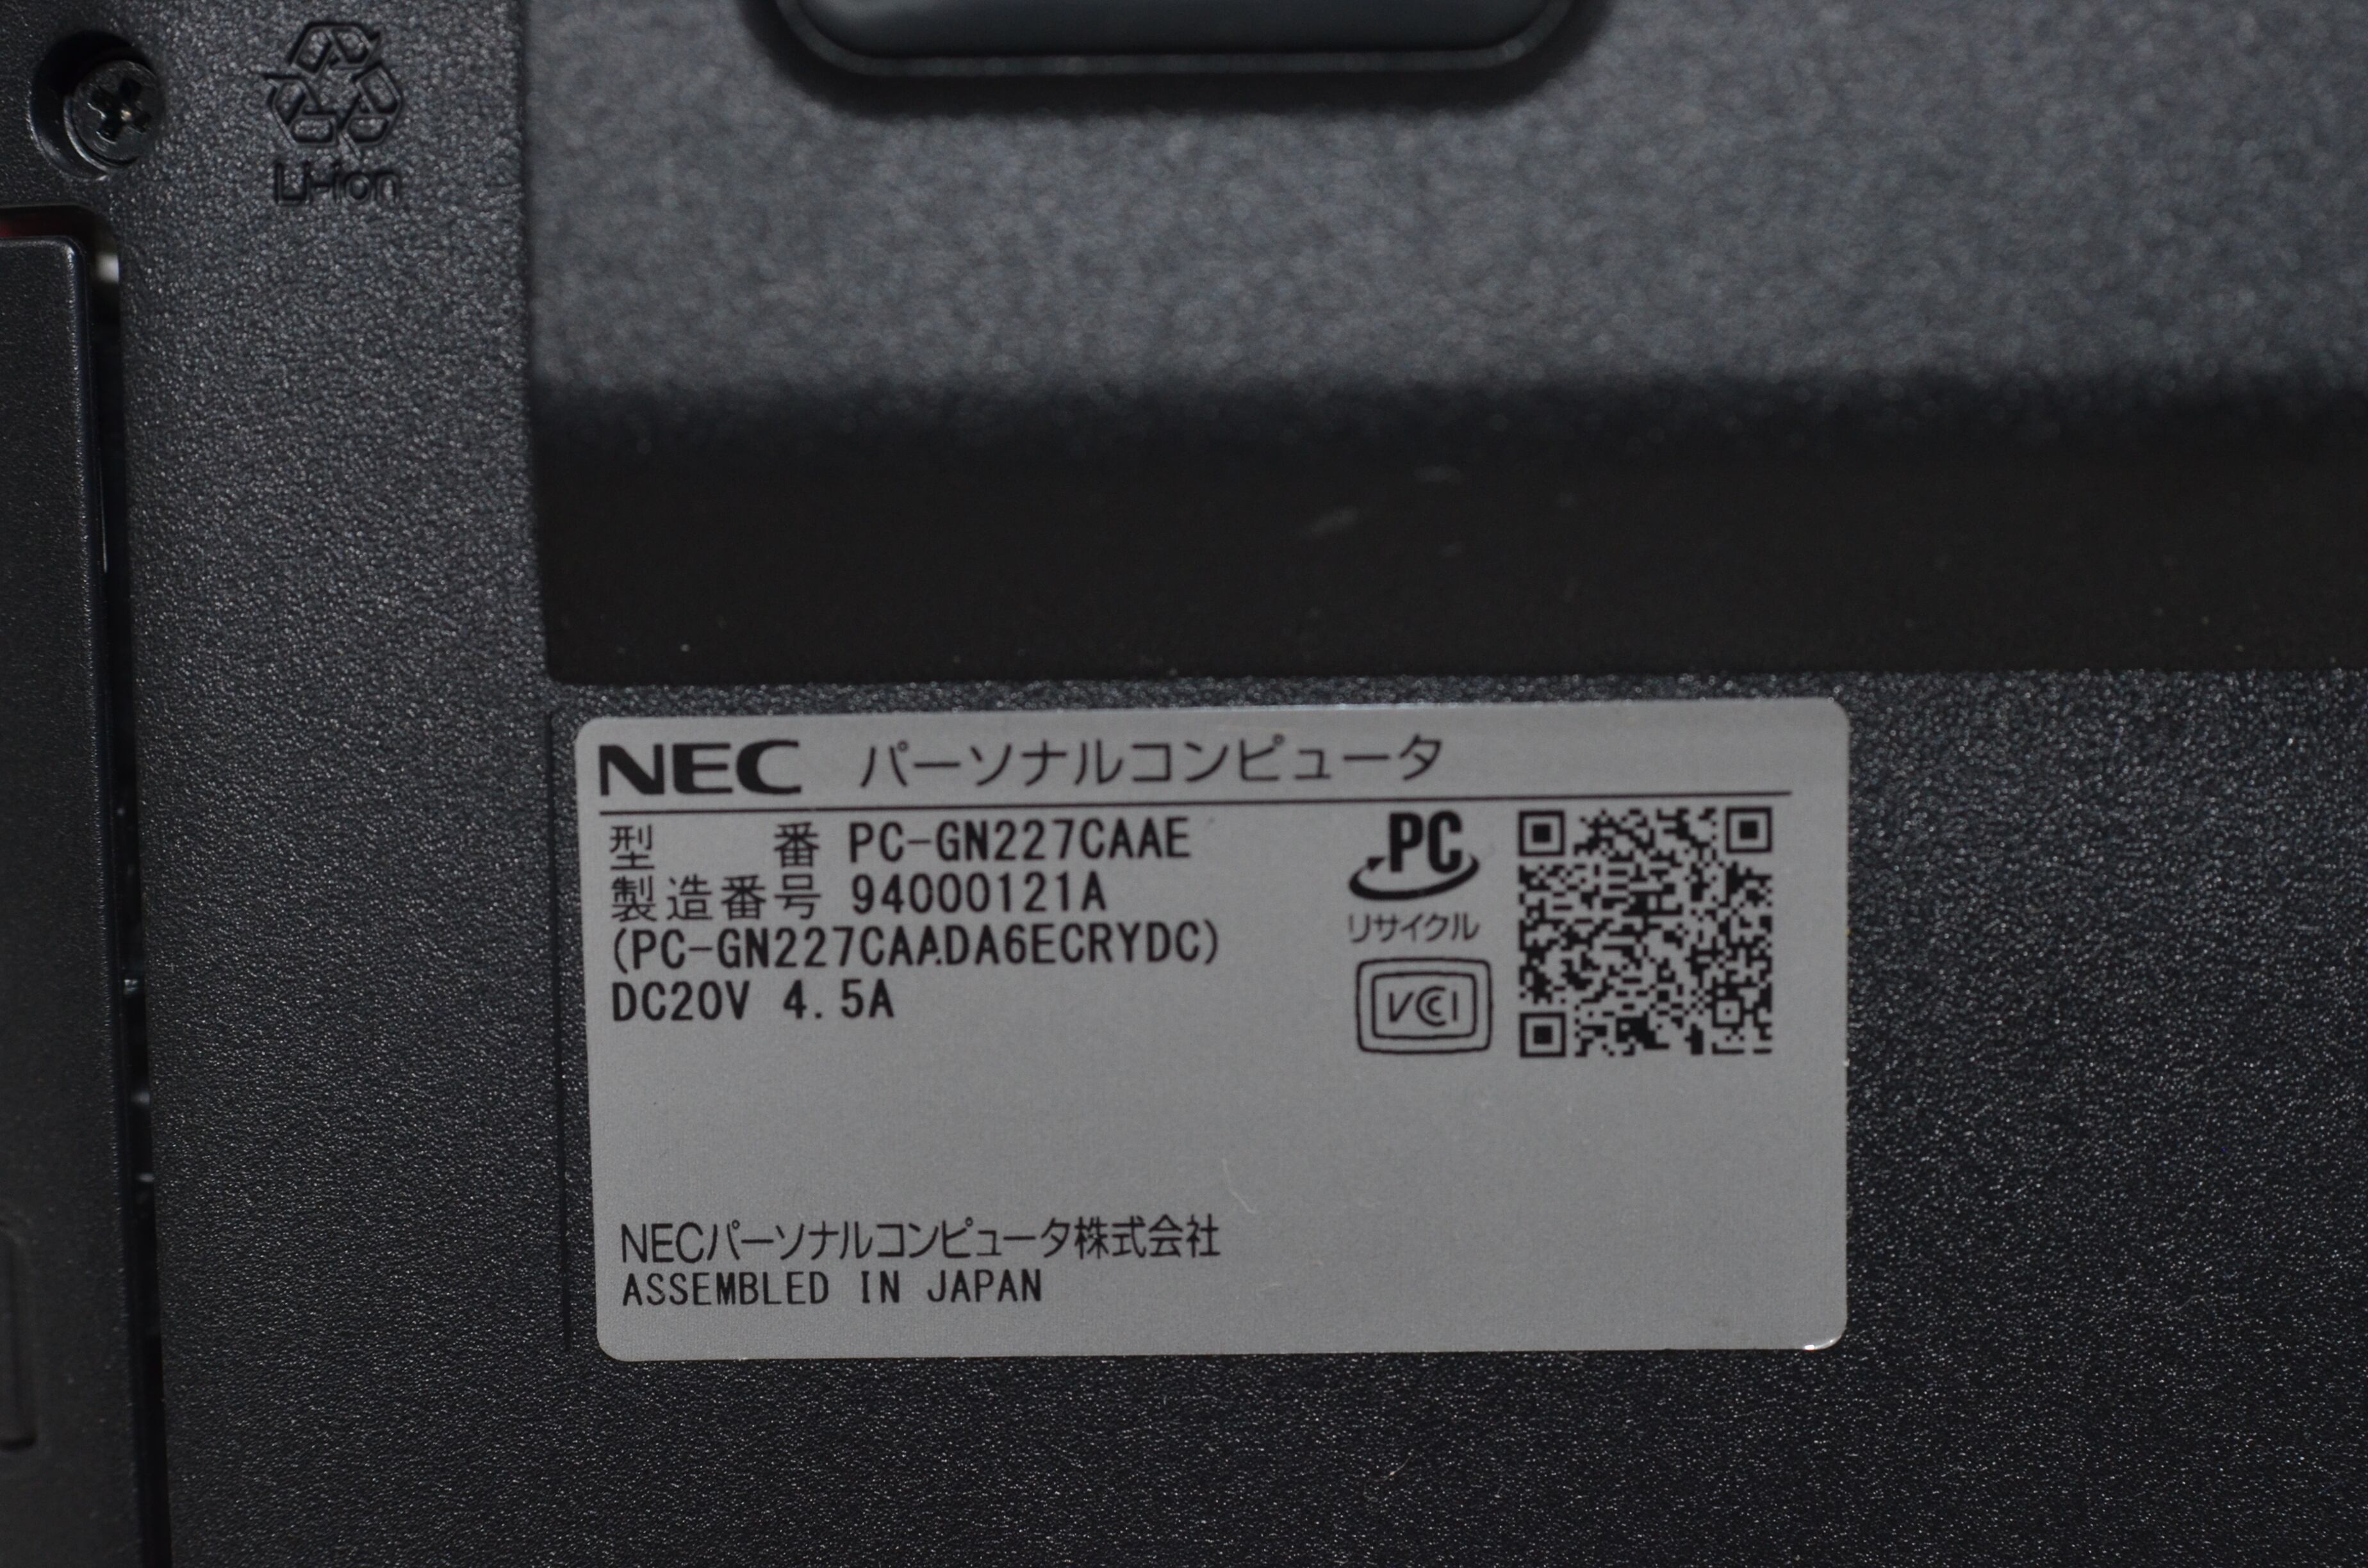 Li-ion
NEC パーソナルコンピュータ
型 番 PC-GN227CAAE
製造番号 94000121A
(PC-GN227CAADA6ECRYDC)
DC20V 4.5A
PC
リサイクル
VCCI
NECパーソナルコンピュータ株式会社
ASSEMBLED IN JAPAN